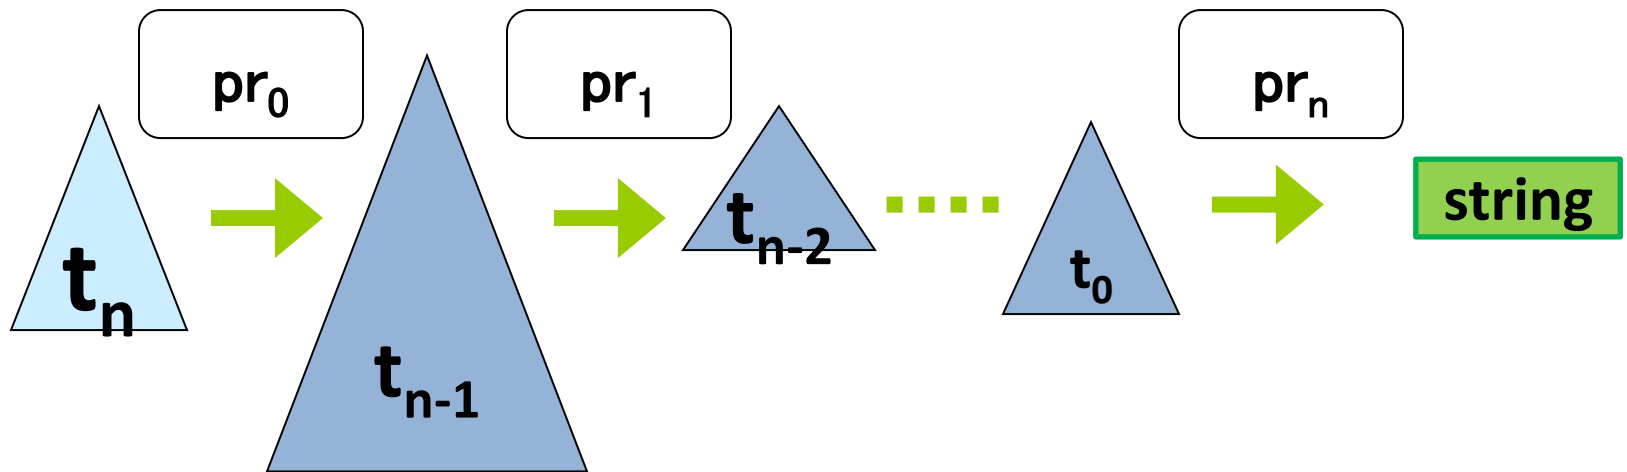 pr₀
pr₁
prₙ
tₙ
tₙ₋₁
tₙ₋₂
t₀
string